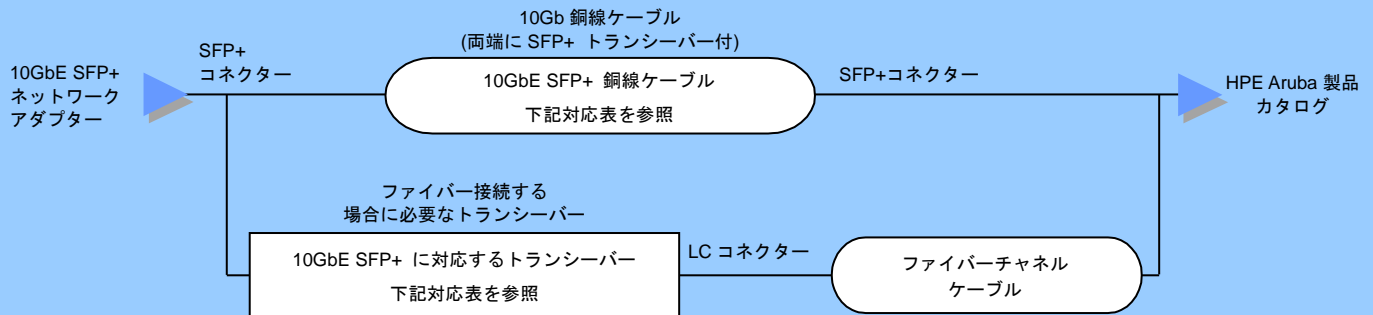 10Gb 銅線ケーブル
(両端に SFP+ トランシーバー付)
10GbE SFP+
ネットワーク
アダプター
SFP+
コネクター
10GbE SFP+ 銅線ケーブル
下記対応表を参照
SFP+コネクター
HPE Aruba 製品
カタログ
ファイバー接続する
場合に必要なトランシーバー
10GbE SFP+ に対応するトランシーバー
下記対応表を参照
LC コネクター
ファイバーチャネル
ケーブル